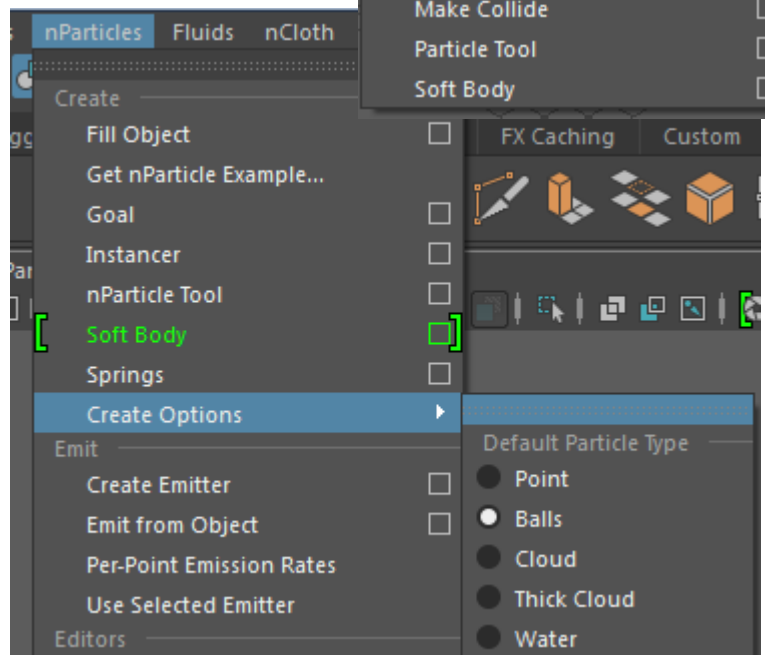 Make Collide
nParticles Fluids nCloth
Particle Tool
Soft Body
Create
Fill Object
FX Caching Custom
Get nParticle Example...
Goal
Instancer
nParticle Tool
Soft Body
Springs
Create Options
Default Particle Type
Emit
Point
Create Emitter
Balls
Emit from Object
Cloud
Per-Point Emission Rates
Thick Cloud
Use Selected Emitter
Water
Editors